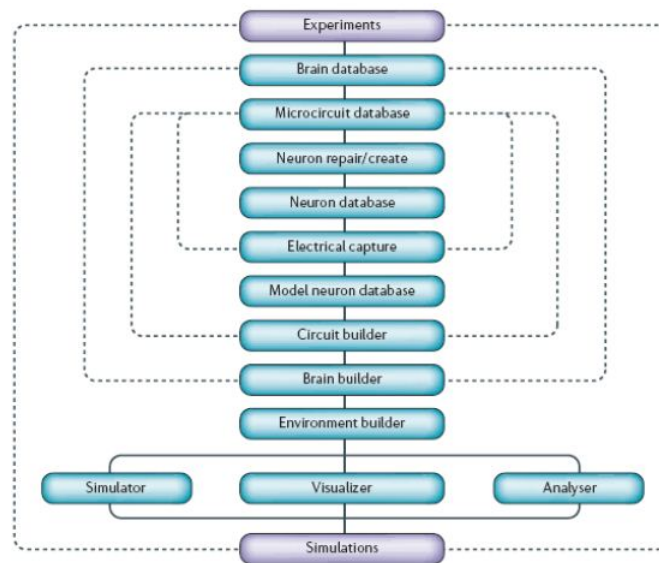 Experiments
Brain database
Microcircuit database
Neuron repair/create
Neuron database
Electrical capture
Model neuron database
Circuit builder
Brain builder
Environment builder
Simulator
Visualizer
Analyser
Simulations